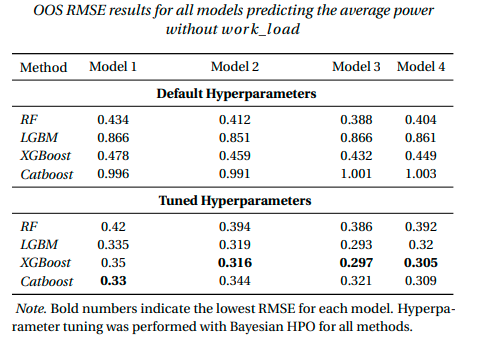 OOS RMSE results for all models predicting the average power
without work_load
Method Model 1 Model 2 Model 3 Model 4
Default Hyperparameters
RF 0.434 0.412 0.388 0.404
LGBM 0.866 0.851 0.866 0.861
XGBoost 0.478 0.459 0.432 0.449
Catboost 0.996 0.991 1.001 1.003
Tuned Hyperparameters
RF 0.42 0.394 0.386 0.392
LGBM 0.335 0.319 0.293 0.32
XGBoost 0.35 0.316 0.297 0.305
Catboost 0.33 0.344 0.321 0.309
Note. Bold numbers indicate the lowest RMSE for each model. Hyperpa-
rameter tuning was performed with Bayesian HPO for all methods.